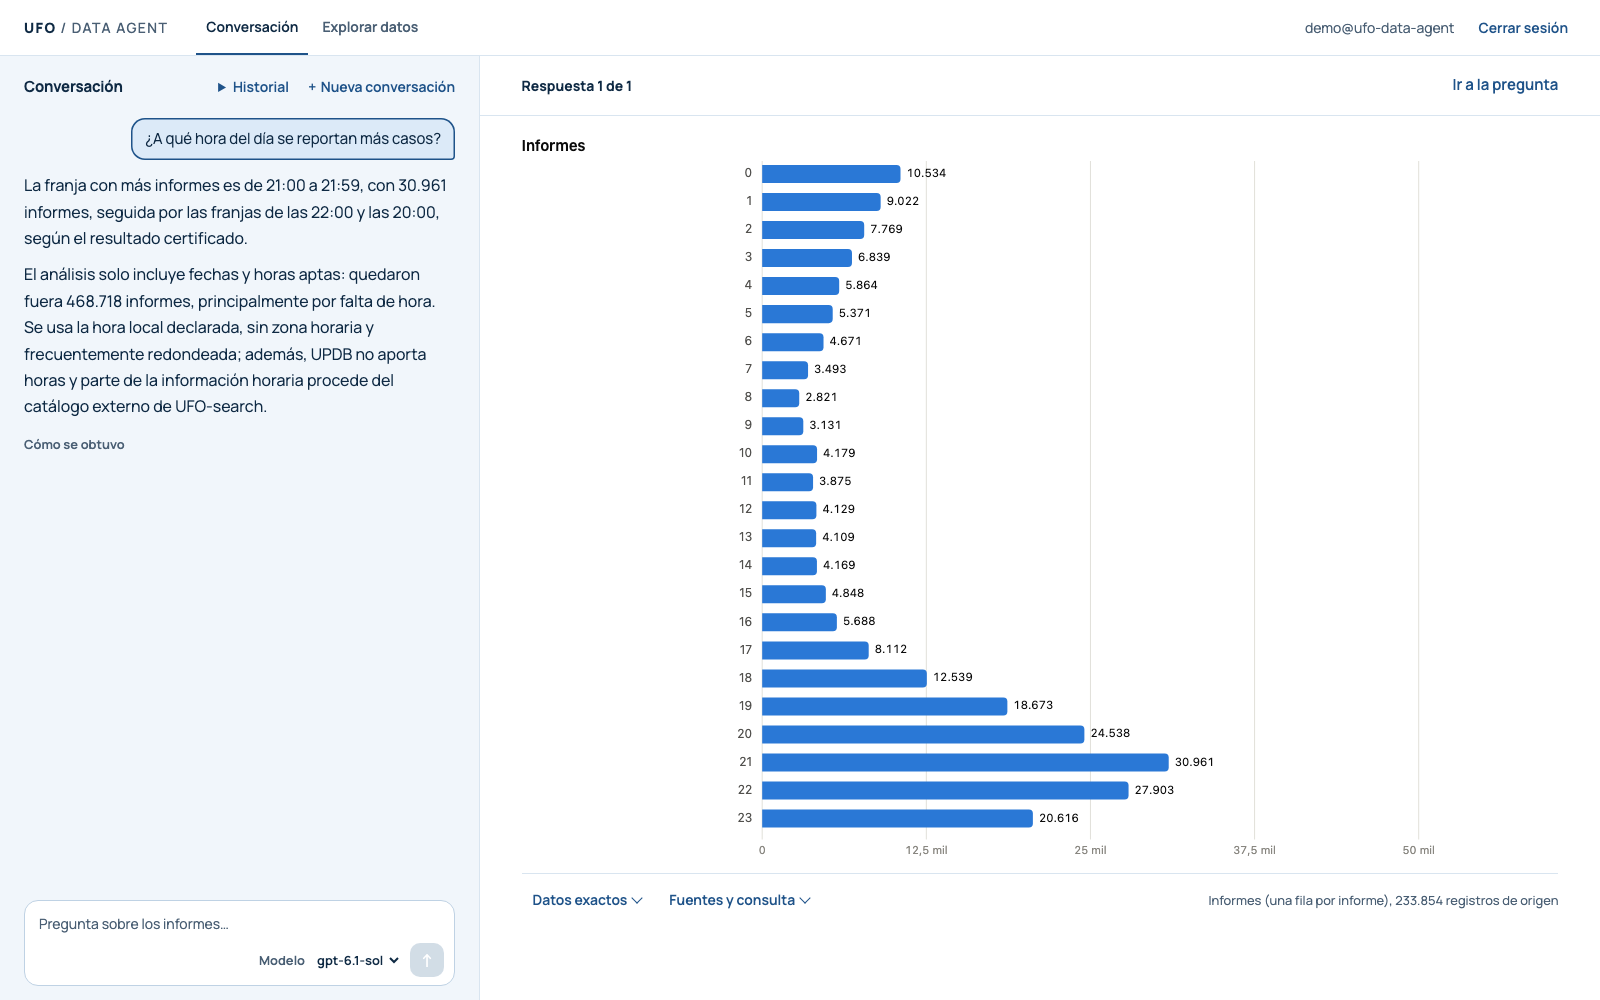 UFO / DATA AGENT
Conversación
Explorar datos
demo@ufo-data-agent
Cerrar sesión
Conversación
Historial
+ Nueva conversación
¿A qué hora del día se reportan más casos?
La franja con más informes es de 21:00 a 21:59, con 30.961
informes, seguida por las franjas de las 22:00 y las 20:00,
según el resultado certificado.
El análisis solo incluye fechas y horas aptas: quedaron
fuera 468.718 informes, principalmente por falta de hora.
Se usa la hora local declarada, sin zona horaria y
frecuentemente redondeada; además, UPDB no aporta
horas y parte de la información horaria procede del
catálogo externo de UFO-search.
Cómo se obtuvo
Pregunta sobre los informes…
Modelo gpt-6.1-sol
Respuesta 1 de 1
Ir a la pregunta
Informes
0 10.534
1 9.022
2 7.769
3 6.839
4 5.864
5 5.371
6 4.671
7 3.493
8 2.821
9 3.131
10 4.179
11 3.875
12 4.129
13 4.109
14 4.169
15 4.848
16 5.688
17 8.112
18 12.539
19 18.673
20 24.538
21 30.961
22 27.903
23 20.616
0 12,5 mil 25 mil 37,5 mil 50 mil
Datos exactos
Fuentes y consulta
Informes (una fila por informe), 233.854 registros de origen